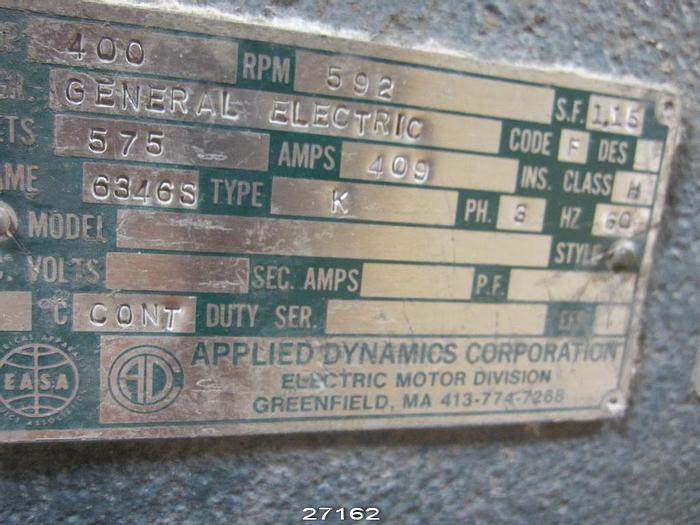 400 RPM 592 S.F. 1.15
GENERAL ELECTRIC CODE F DES
575 AMPS 409 INS. CLASS H
6346S TYPE K PH. 3 HZ 60
MODEL STYLE
VOLTS SEC. AMPS P.F.
°C CONT DUTY SER. EFF.
EASA
AD APPLIED DYNAMICS CORPORATION
ELECTRIC MOTOR DIVISION
GREENFIELD, MA 413-774-7268
27162